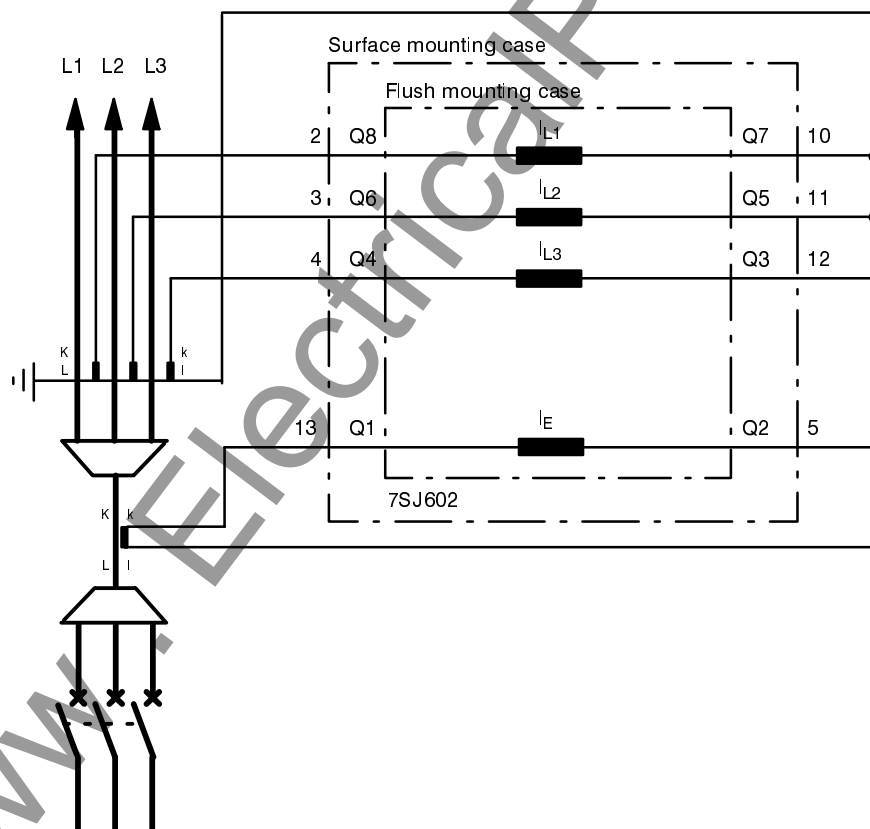 Surface mounting case
L1 L2 L3
Flush mounting case
2 Q8 IL1 Q7 10
3 Q6 IL2 Q5 11
4 Q4 IL3 Q3 12
K k
L l
13 Q1 IE Q2 5
7SJ602
K k
L l
w . ElectricalP